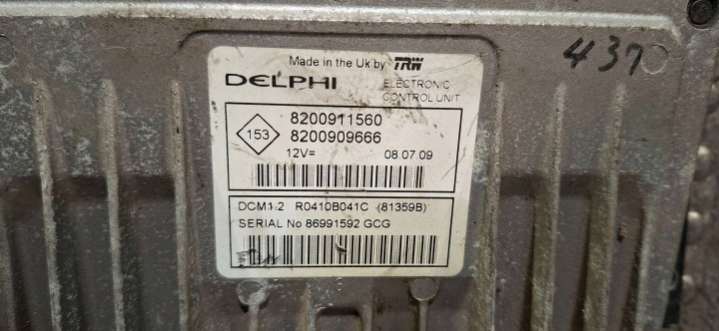 Made in the Uk by TRW
DELPHI
ELECTRONIC
CONTROL UNIT
437
153
8200911560
8200909666
12V= 08.07.09
DCM1.2 R0410B041C (81359B)
SERIAL No 86991592 GCG